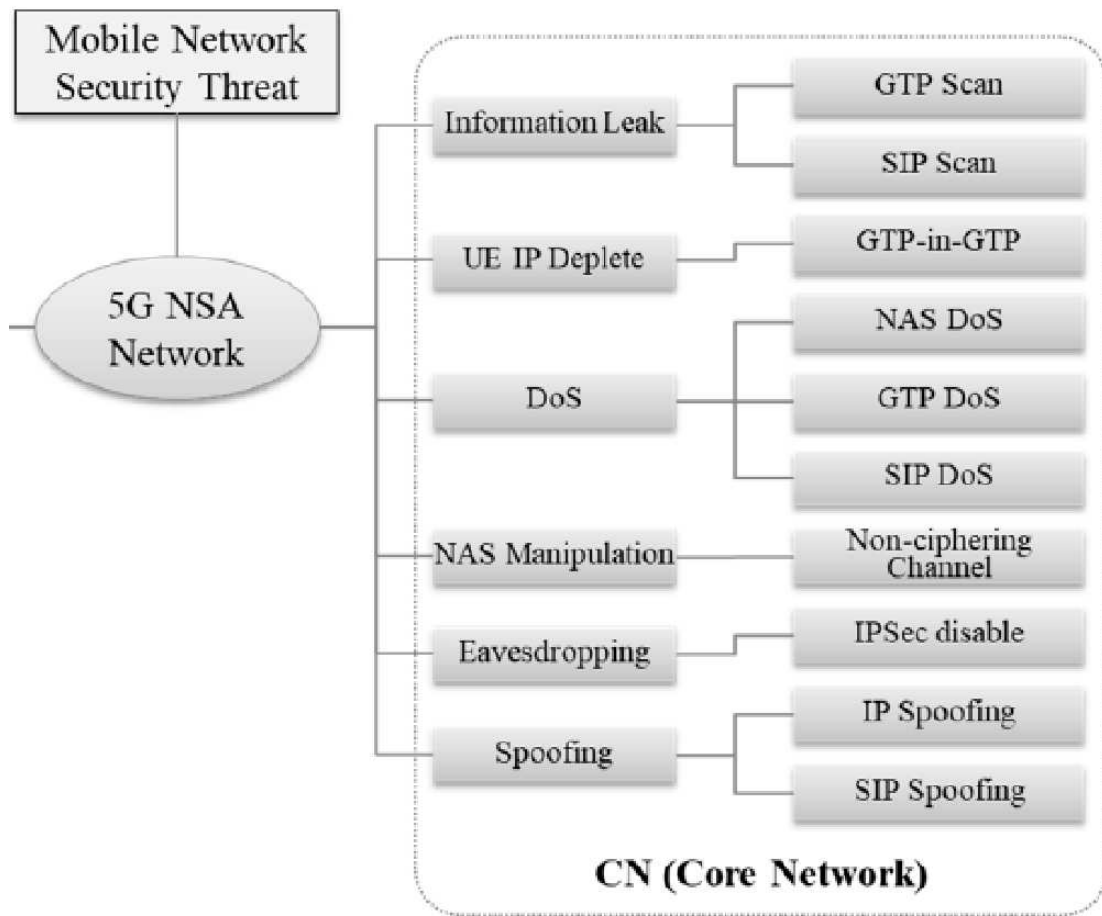 Mobile Network
Security Threat
5G NSA
Network
Information Leak
GTP Scan
SIP Scan
UE IP Deplete
GTP-in-GTP
DoS
NAS DoS
GTP DoS
SIP DoS
NAS Manipulation
Non-ciphering
Channel
Eavesdropping
IPSec disable
Spoofing
IP Spoofing
SIP Spoofing
CN (Core Network)